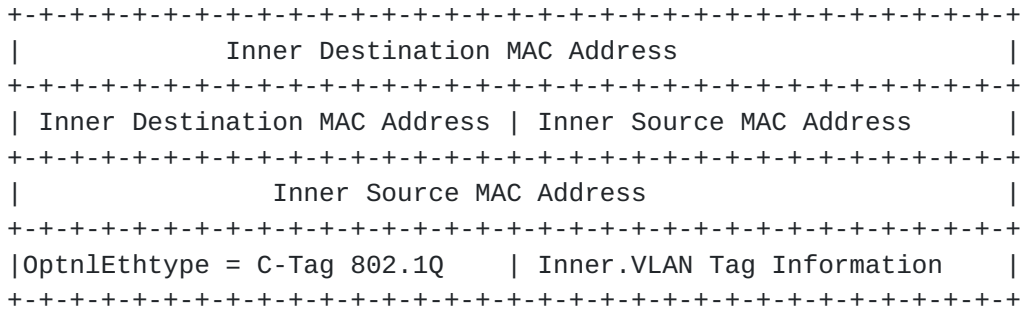 +-+-+-+-+-+-+-+-+-+-+-+-+-+-+-+-+-+-+-+-+-+-+-+-+-+-+-+-+-+-+-+-+
|             Inner Destination MAC Address                     |
+-+-+-+-+-+-+-+-+-+-+-+-+-+-+-+-+-+-+-+-+-+-+-+-+-+-+-+-+-+-+-+-+
| Inner Destination MAC Address | Inner Source MAC Address      |
+-+-+-+-+-+-+-+-+-+-+-+-+-+-+-+-+-+-+-+-+-+-+-+-+-+-+-+-+-+-+-+-+
|                Inner Source MAC Address                       |
+-+-+-+-+-+-+-+-+-+-+-+-+-+-+-+-+-+-+-+-+-+-+-+-+-+-+-+-+-+-+-+-+
|OptnlEthtype = C-Tag 802.1Q    | Inner.VLAN Tag Information    |
+-+-+-+-+-+-+-+-+-+-+-+-+-+-+-+-+-+-+-+-+-+-+-+-+-+-+-+-+-+-+-+-+